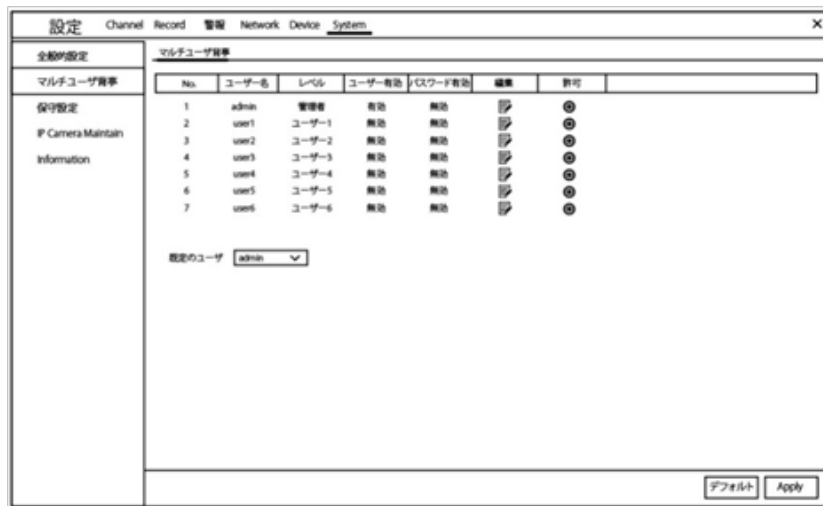 設定 Channel Record 警報 Network Device System ×
全般的設定
マルチユーザ背事
保守設定
IP Camera Maintain
Information
マルチユーザ背事
No. ユーザー名 レベル ユーザー有効 パスワード有効 編集 許可
1 admin 管理者 有効 無効
2 user1 ユーザー1 無効 無効
3 user2 ユーザー2 無効 無効
4 user3 ユーザー3 無効 無効
5 user4 ユーザー4 無効 無効
6 user5 ユーザー5 無効 無効
7 user6 ユーザー6 無効 無効
既定のユーザ admin
デフォルト Apply